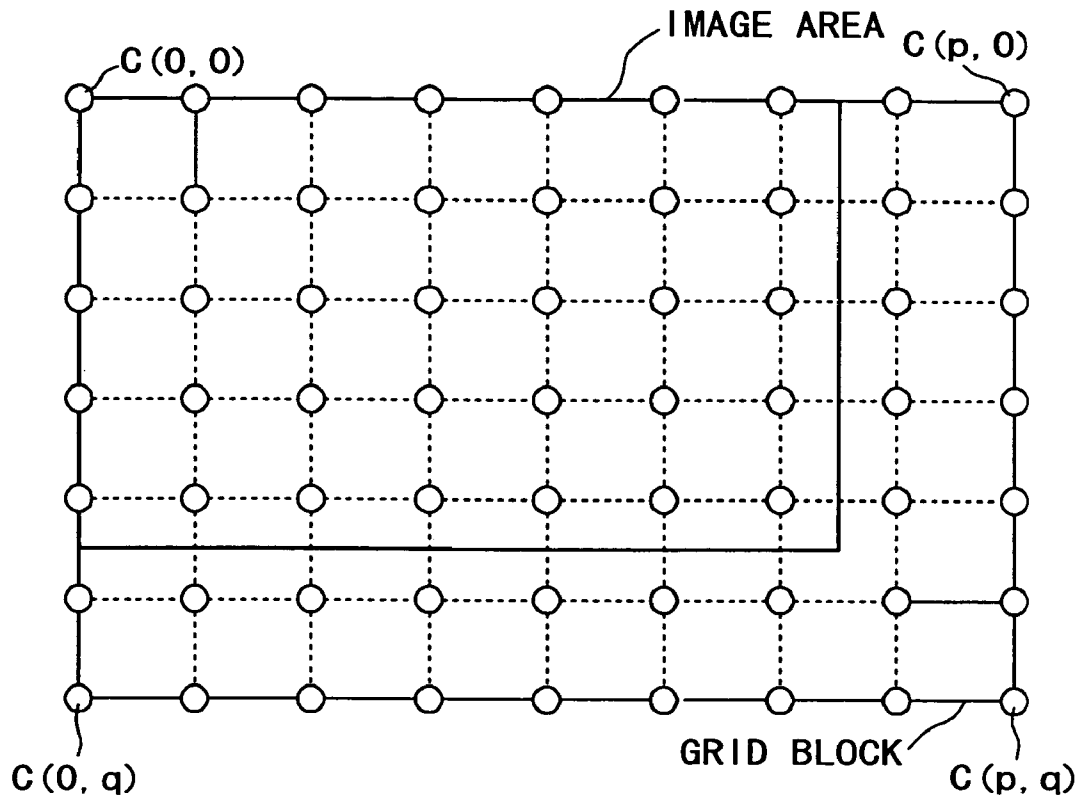 IMAGE AREA
C(0, 0)
C(p, 0)
GRID BLOCK
C(0, q)
C(p, q)